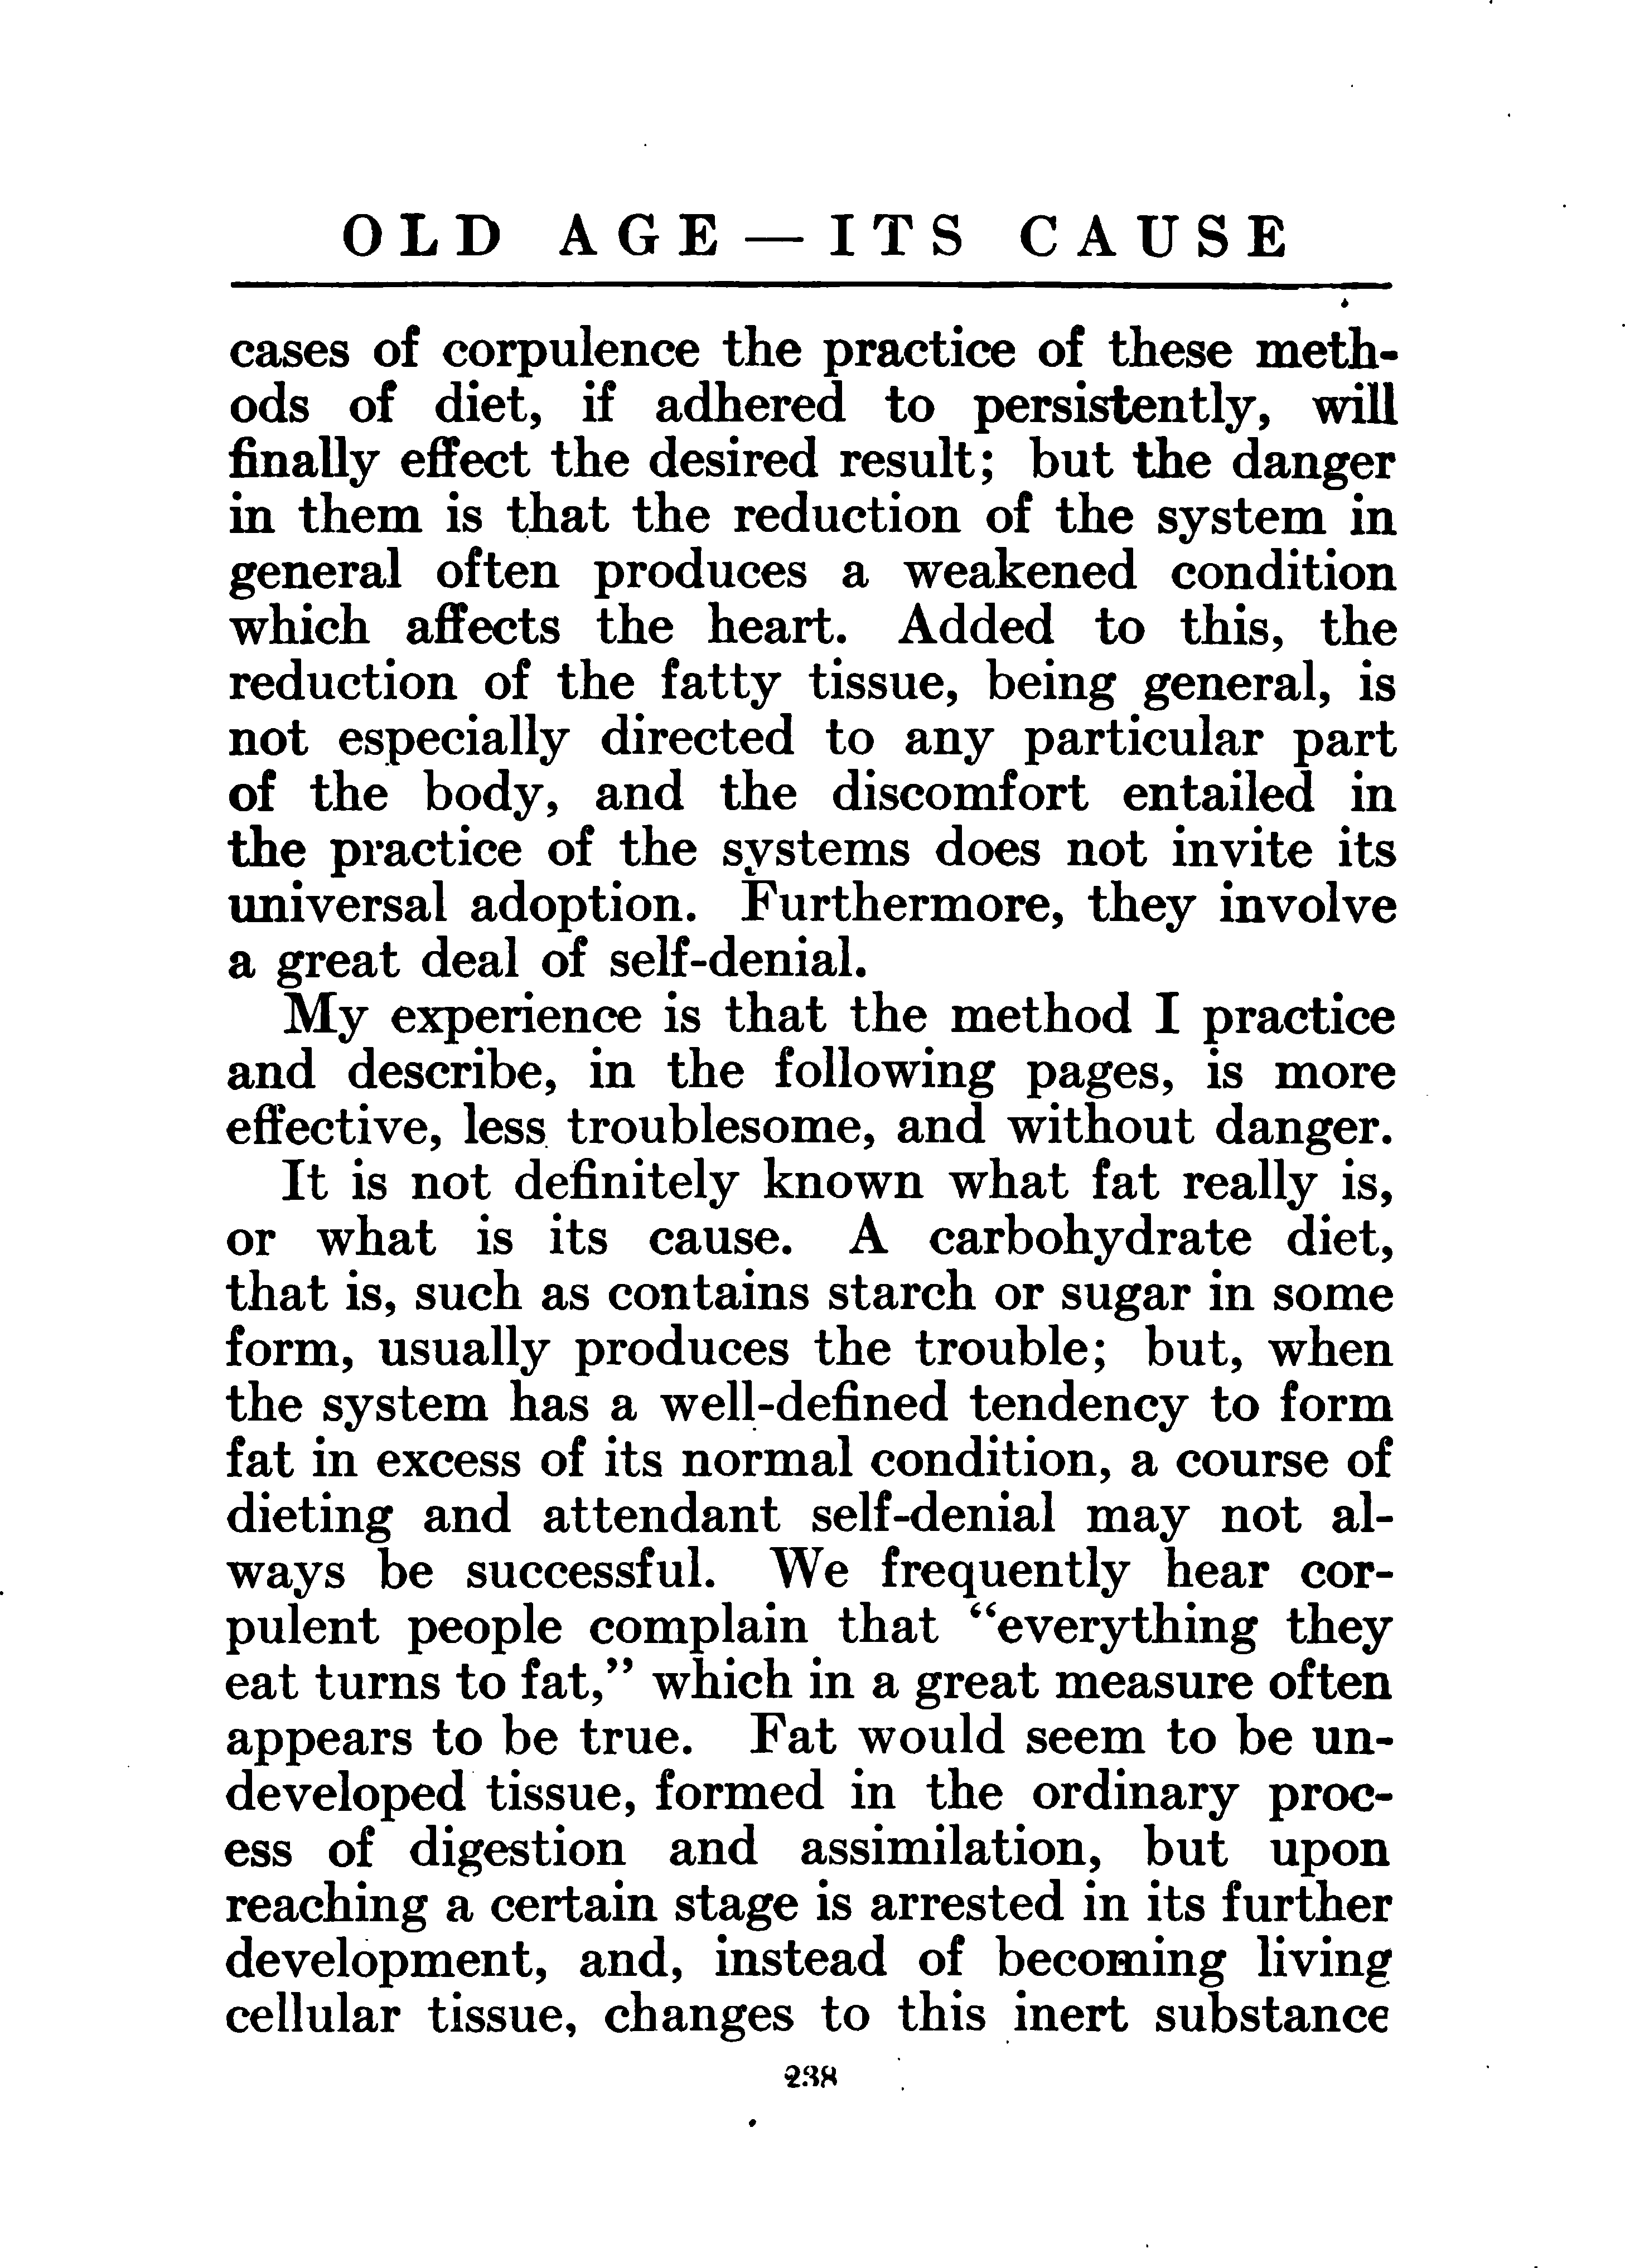 OLD AGE — ITS CAUSE
cases of corpulence the practice of these meth-
ods of diet, if adhered to persistently, will
finally effect the desired result; but the danger
in them is that the reduction of the system in
general often produces a weakened condition
which affects the heart. Added to this, the
reduction of the fatty tissue, being general, is
not especially directed to any particular part
of the body, and the discomfort entailed in
the practice of the systems does not invite its
universal adoption. Furthermore, they involve
a great deal of self-denial.
My experience is that the method I practice
and describe, in the following pages, is more
effective, less troublesome, and without danger.
It is not definitely known what fat really is,
or what is its cause. A carbohydrate diet,
that is, such as contains starch or sugar in some
form, usually produces the trouble; but, when
the system has a well-defined tendency to form
fat in excess of its normal condition, a course of
dieting and attendant self-denial may not al-
ways be successful. We frequently hear cor-
pulent people complain that “everything they
eat turns to fat,” which in a great measure often
appears to be true. Fat would seem to be un-
developed tissue, formed in the ordinary proc-
ess of digestion and assimilation, but upon
reaching a certain stage is arrested in its further
development, and, instead of becoming living
cellular tissue, changes to this inert substance
238